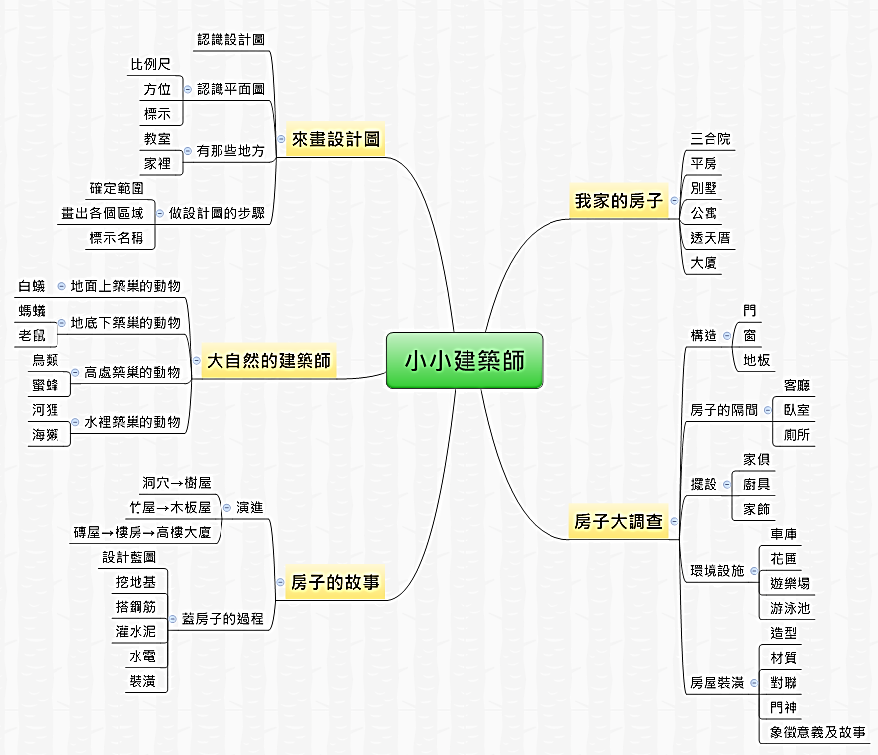 小小建築師
我家的房子
三合院
平房
別墅
公寓
透天厝
大廈
房子大調查
構造
門
窗
地板
房子的隔間
客廳
臥室
廁所
擺設
家俱
廚具
家飾
環境設施
車庫
花圃
遊樂場
游泳池
房屋裝潢
造型
材質
對聯
門神
象徵意義及故事
來畫設計圖
認識設計圖
認識平面圖
比例尺
方位
標示
有那些地方
教室
家裡
做設計圖的步驟
確定範圍
畫出各個區域
標示名稱
大自然的建築師
地面上築巢的動物
白蟻
地底下築巢的動物
螞蟻
老鼠
高處築巢的動物
鳥類
蜜蜂
水裡築巢的動物
河狸
海獺
房子的故事
演進
洞穴→樹屋
竹屋→木板屋
磚屋→樓房→高樓大廈
蓋房子的過程
設計藍圖
挖地基
搭鋼筋
灌水泥
水電
裝潢